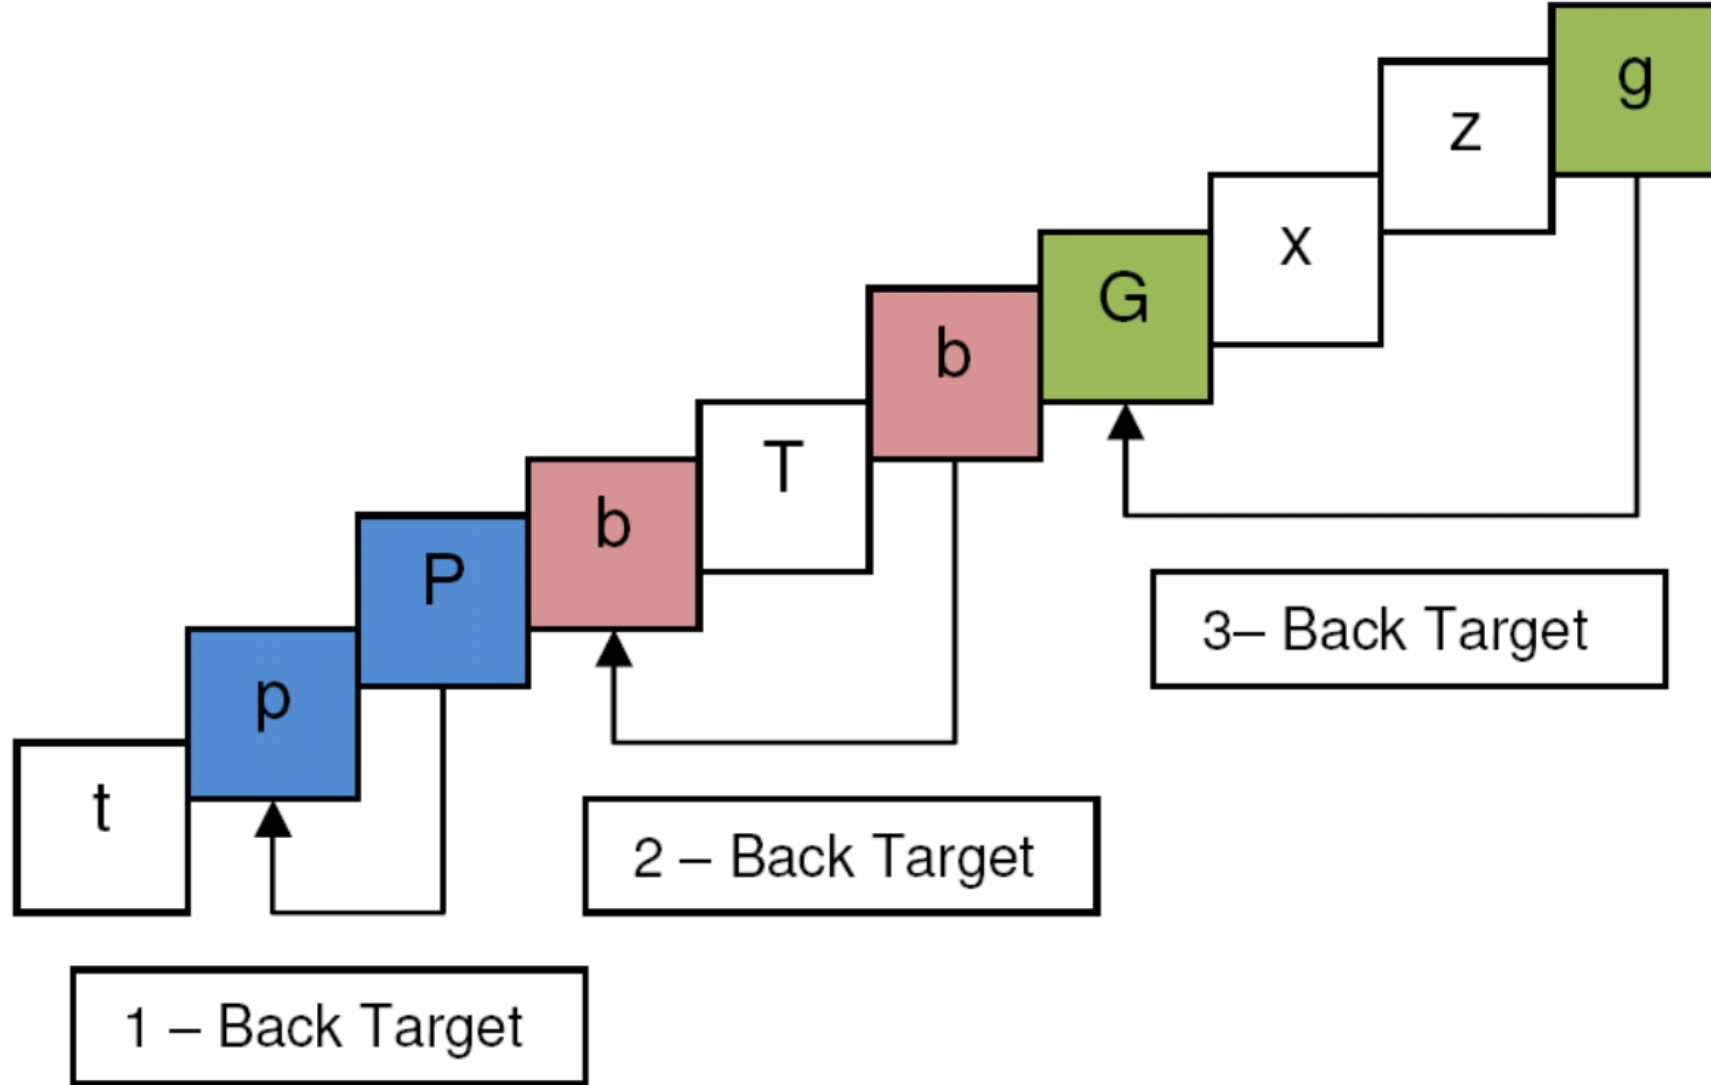 g
z
x
G
b
T
b
P
p
t
3– Back Target
2 – Back Target
1 – Back Target